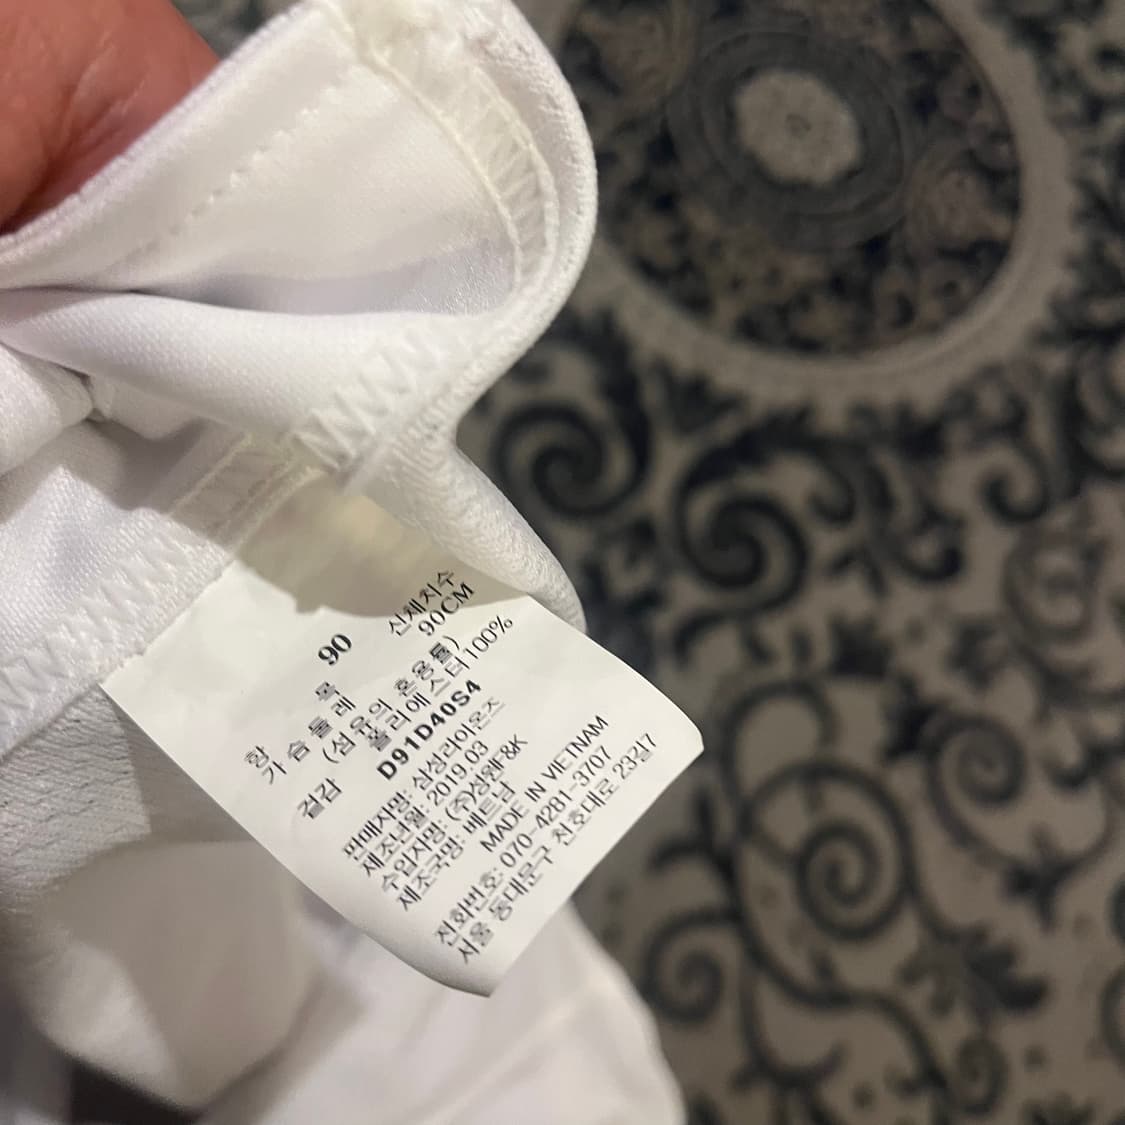 90
항 목 신체치수
가슴둘레 90CM
(섬유의 혼용률)
겉감 폴리에스터100%
D91D40S4
판매자명: 삼성라이온즈
제조년월: 2019.03
수입자명: (주)성원F&K
제조국명: 베트남
MADE IN VIETNAM
전화번호: 070-4281-3707
서울 동대문구 천호대로 23길7